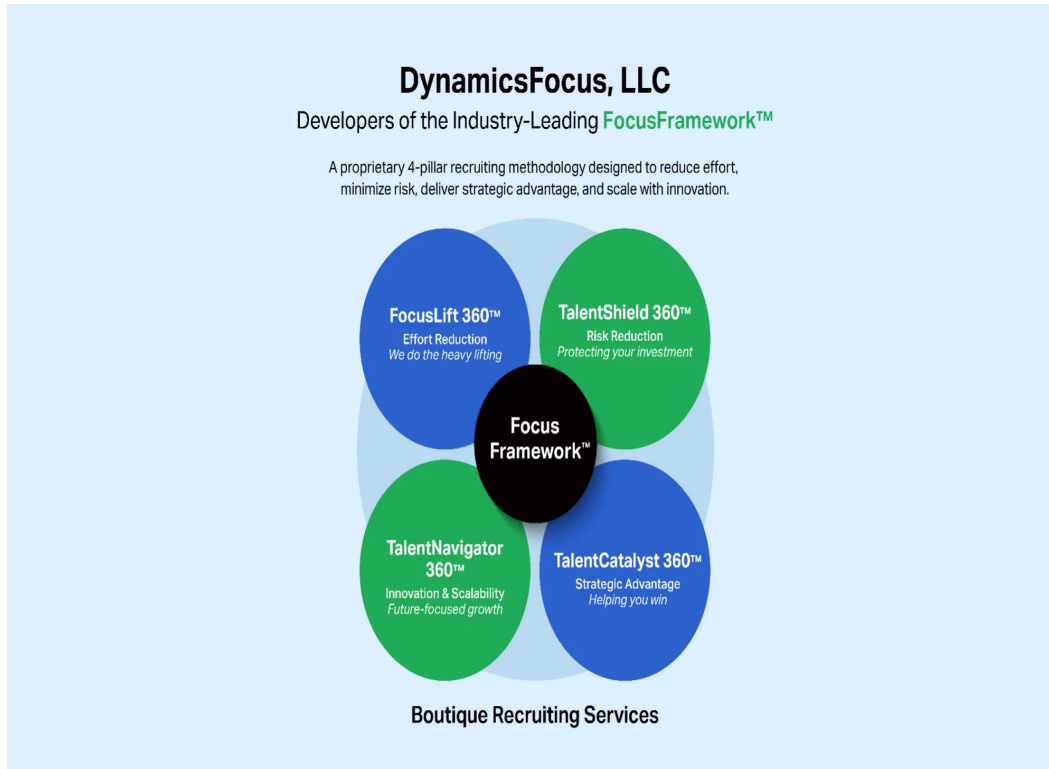 DynamicsFocus, LLC
Developers of the Industry-Leading FocusFramework™
A proprietary 4-pillar recruiting methodology designed to reduce effort,
minimize risk, deliver strategic advantage, and scale with innovation.
FocusLift 360™
Effort Reduction
We do the heavy lifting
TalentShield 360™
Risk Reduction
Protecting your investment
Focus
Framework™
TalentNavigator
360™
Innovation & Scalability
Future-focused growth
TalentCatalyst 360™
Strategic Advantage
Helping you win
Boutique Recruiting Services